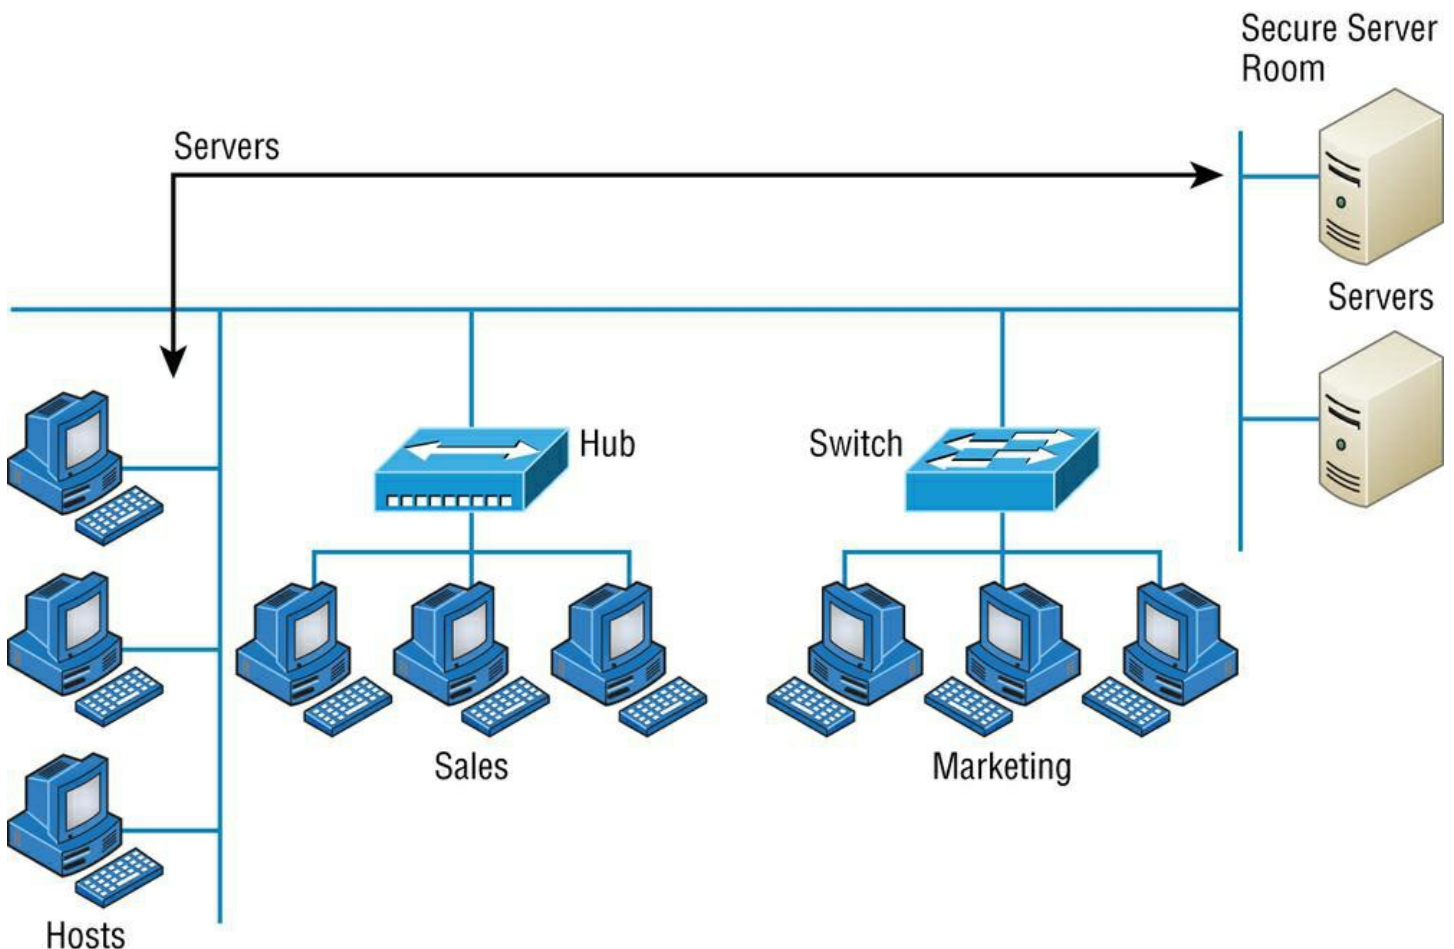 Secure Server
Room
Servers
Servers
Hub
Switch
Sales
Marketing
Hosts